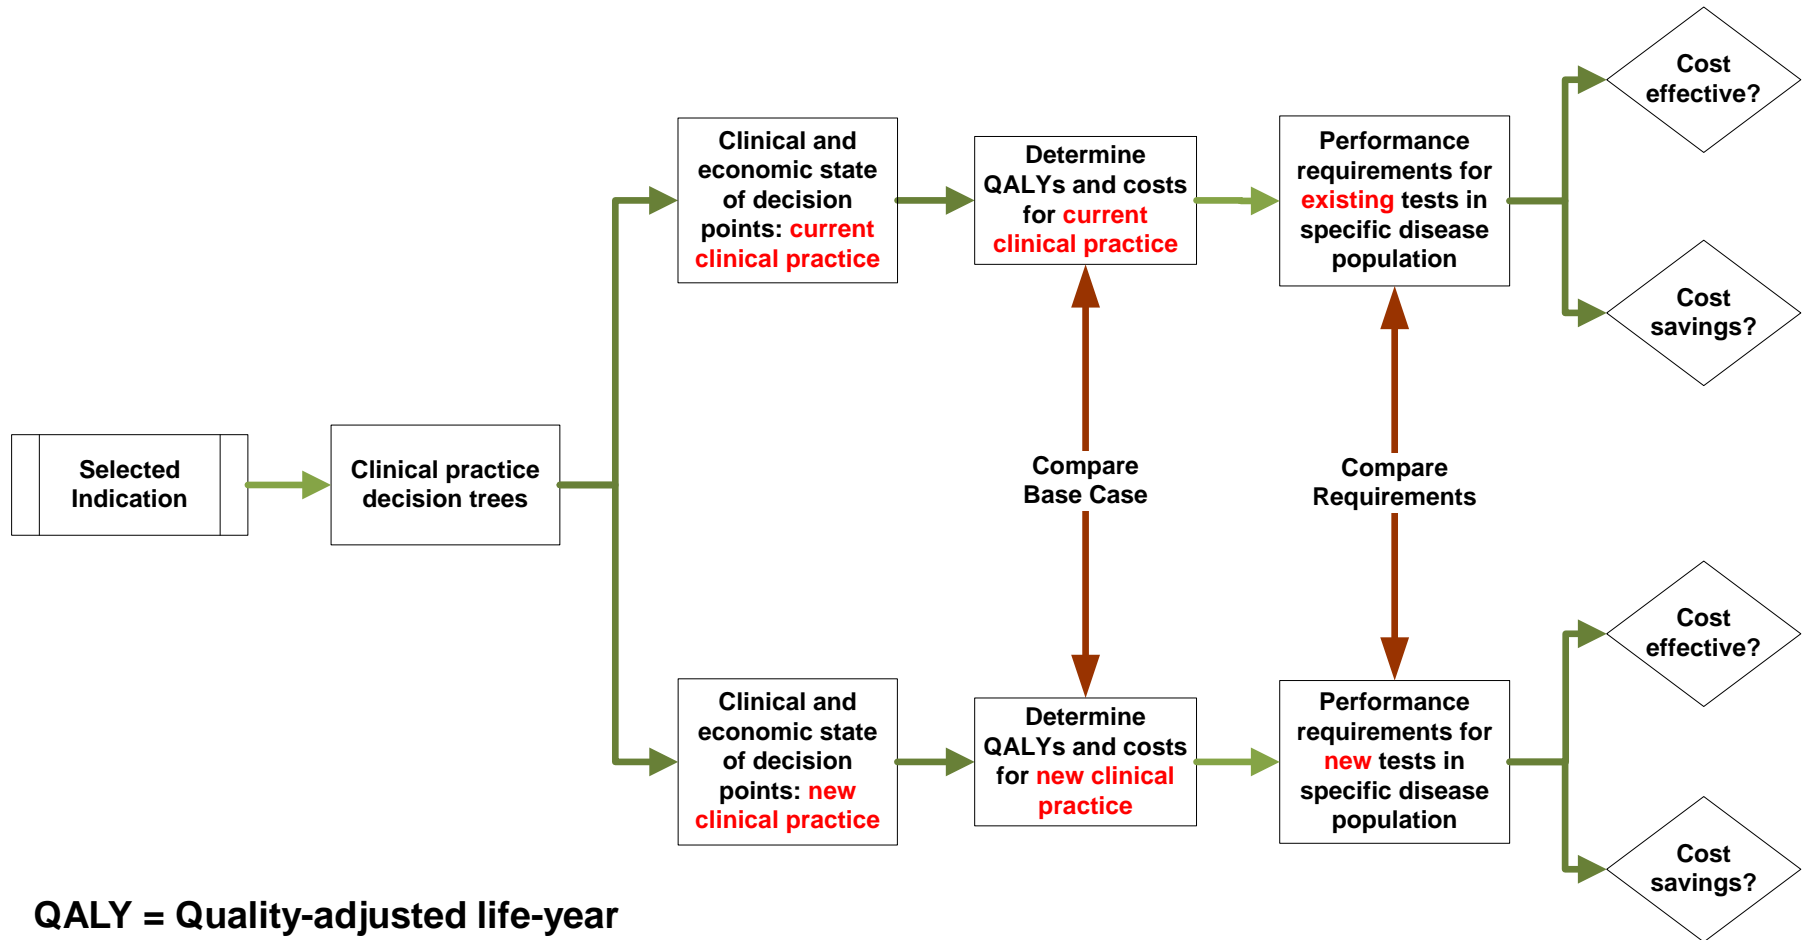 Selected
Indication
Clinical practice
decision trees
Clinical and
economic state
of decision
points: current
clinical practice
Determine
QALYs and costs
for current
clinical practice
Performance
requirements for
existing tests in
specific disease
population
Cost
effective?
Cost
savings?
Compare
Base Case
Compare
Requirements
Clinical and
economic state
of decision
points: new
clinical practice
Determine
QALYs and costs
for new clinical
practice
Performance
requirements for
new tests in
specific disease
population
Cost
effective?
Cost
savings?
QALY = Quality-adjusted life-year